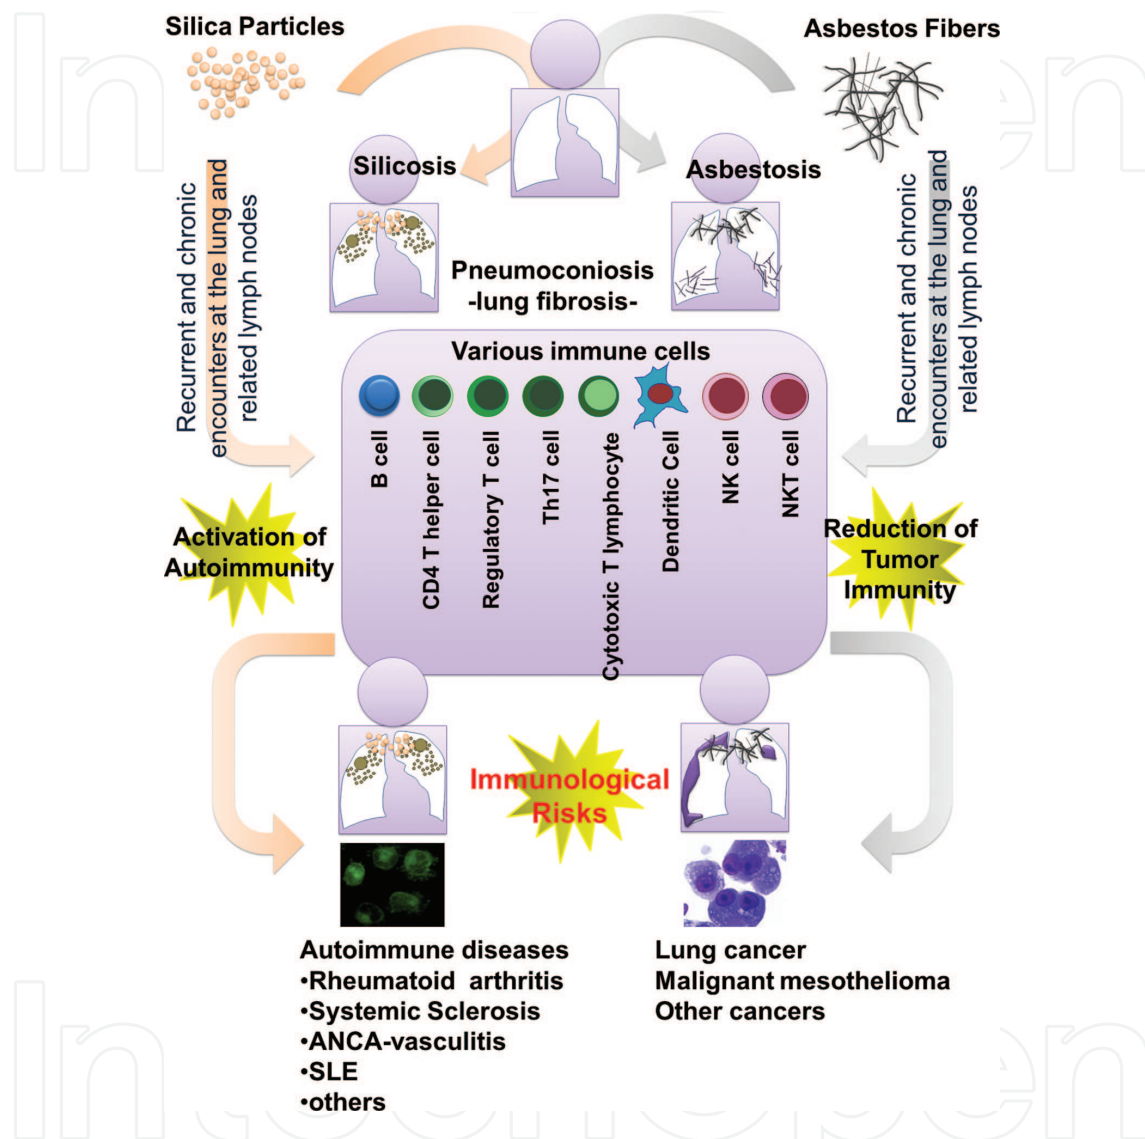 Silica Particles
Asbestos Fibers
Silicosis
Asbestosis
Recurrent and chronic
encounters at the lung and
related lymph nodes
Recurrent and chronic
encounters at the lung and
related lymph nodes
Pneumoconiosis
-lung fibrosis-
Various immune cells
B cell
CD4 T helper cell
Regulatory T cell
Th17 cell
Cytotoxic T lymphocyte
Dendritic Cell
NK cell
NKT cell
Activation of
Autoimmunity
Reduction of
Tumor
Immunity
Immunological
Risks
Autoimmune diseases
•Rheumatoid  arthritis
•Systemic Sclerosis
•ANCA-vasculitis
•SLE
•others
Lung cancer
Malignant mesothelioma
Other cancers